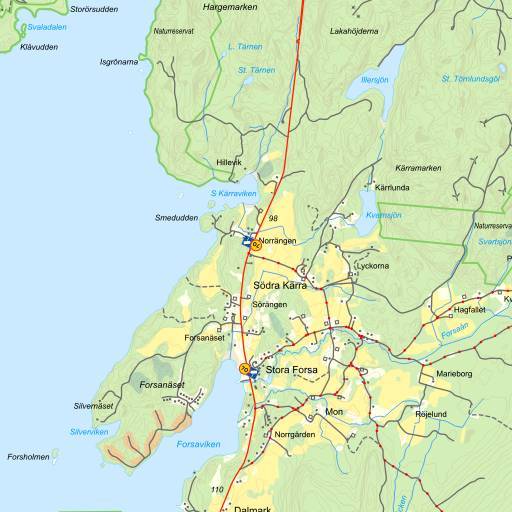 Storörsudden
Hargemarken
Svaladalen
Naturreservat
Lakahöjderna
Klåvudden
L. Tärnen
Isgrönarna
St. Tärnen
Illersjön
St. Tömlundsgöl
Hillevik
Kärramarken
Kärrlunda
S Kärraviken
Smedudden
98
Kvarnsjön
Naturreservat
Norrängen
Svartsjön
Lyckorna
Södra Kärra
Sörängen
Hagfallet
Forsanäset
Forsaån
Stora Forsa
Marieborg
Forsanäset
Silvernäset
Mon
Röjelund
Silverviken
Norrgården
Forsaviken
Forsholmen
110
Dalmark